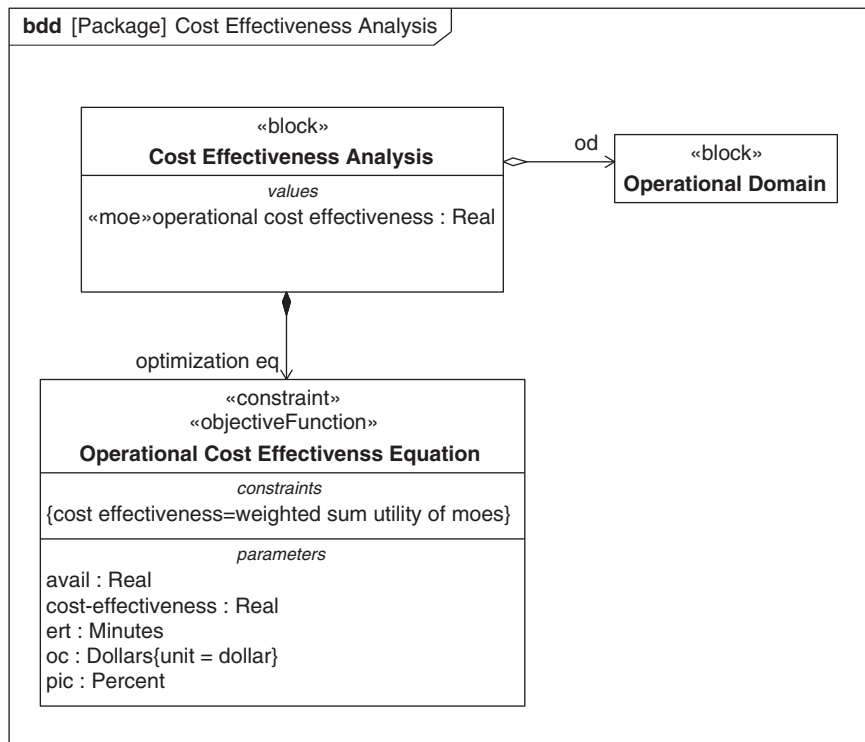 bdd [Package] Cost Effectiveness Analysis
«block»
Cost Effectiveness Analysis
values
«moe»operational cost effectiveness : Real
od
«block»
Operational Domain
optimization eq
«constraint»
«objectiveFunction»
Operational Cost Effectivenss Equation
constraints
{cost effectiveness=weighted sum utility of moes}
parameters
avail : Real
cost-effectiveness : Real
ert : Minutes
oc : Dollars{unit = dollar}
pic : Percent